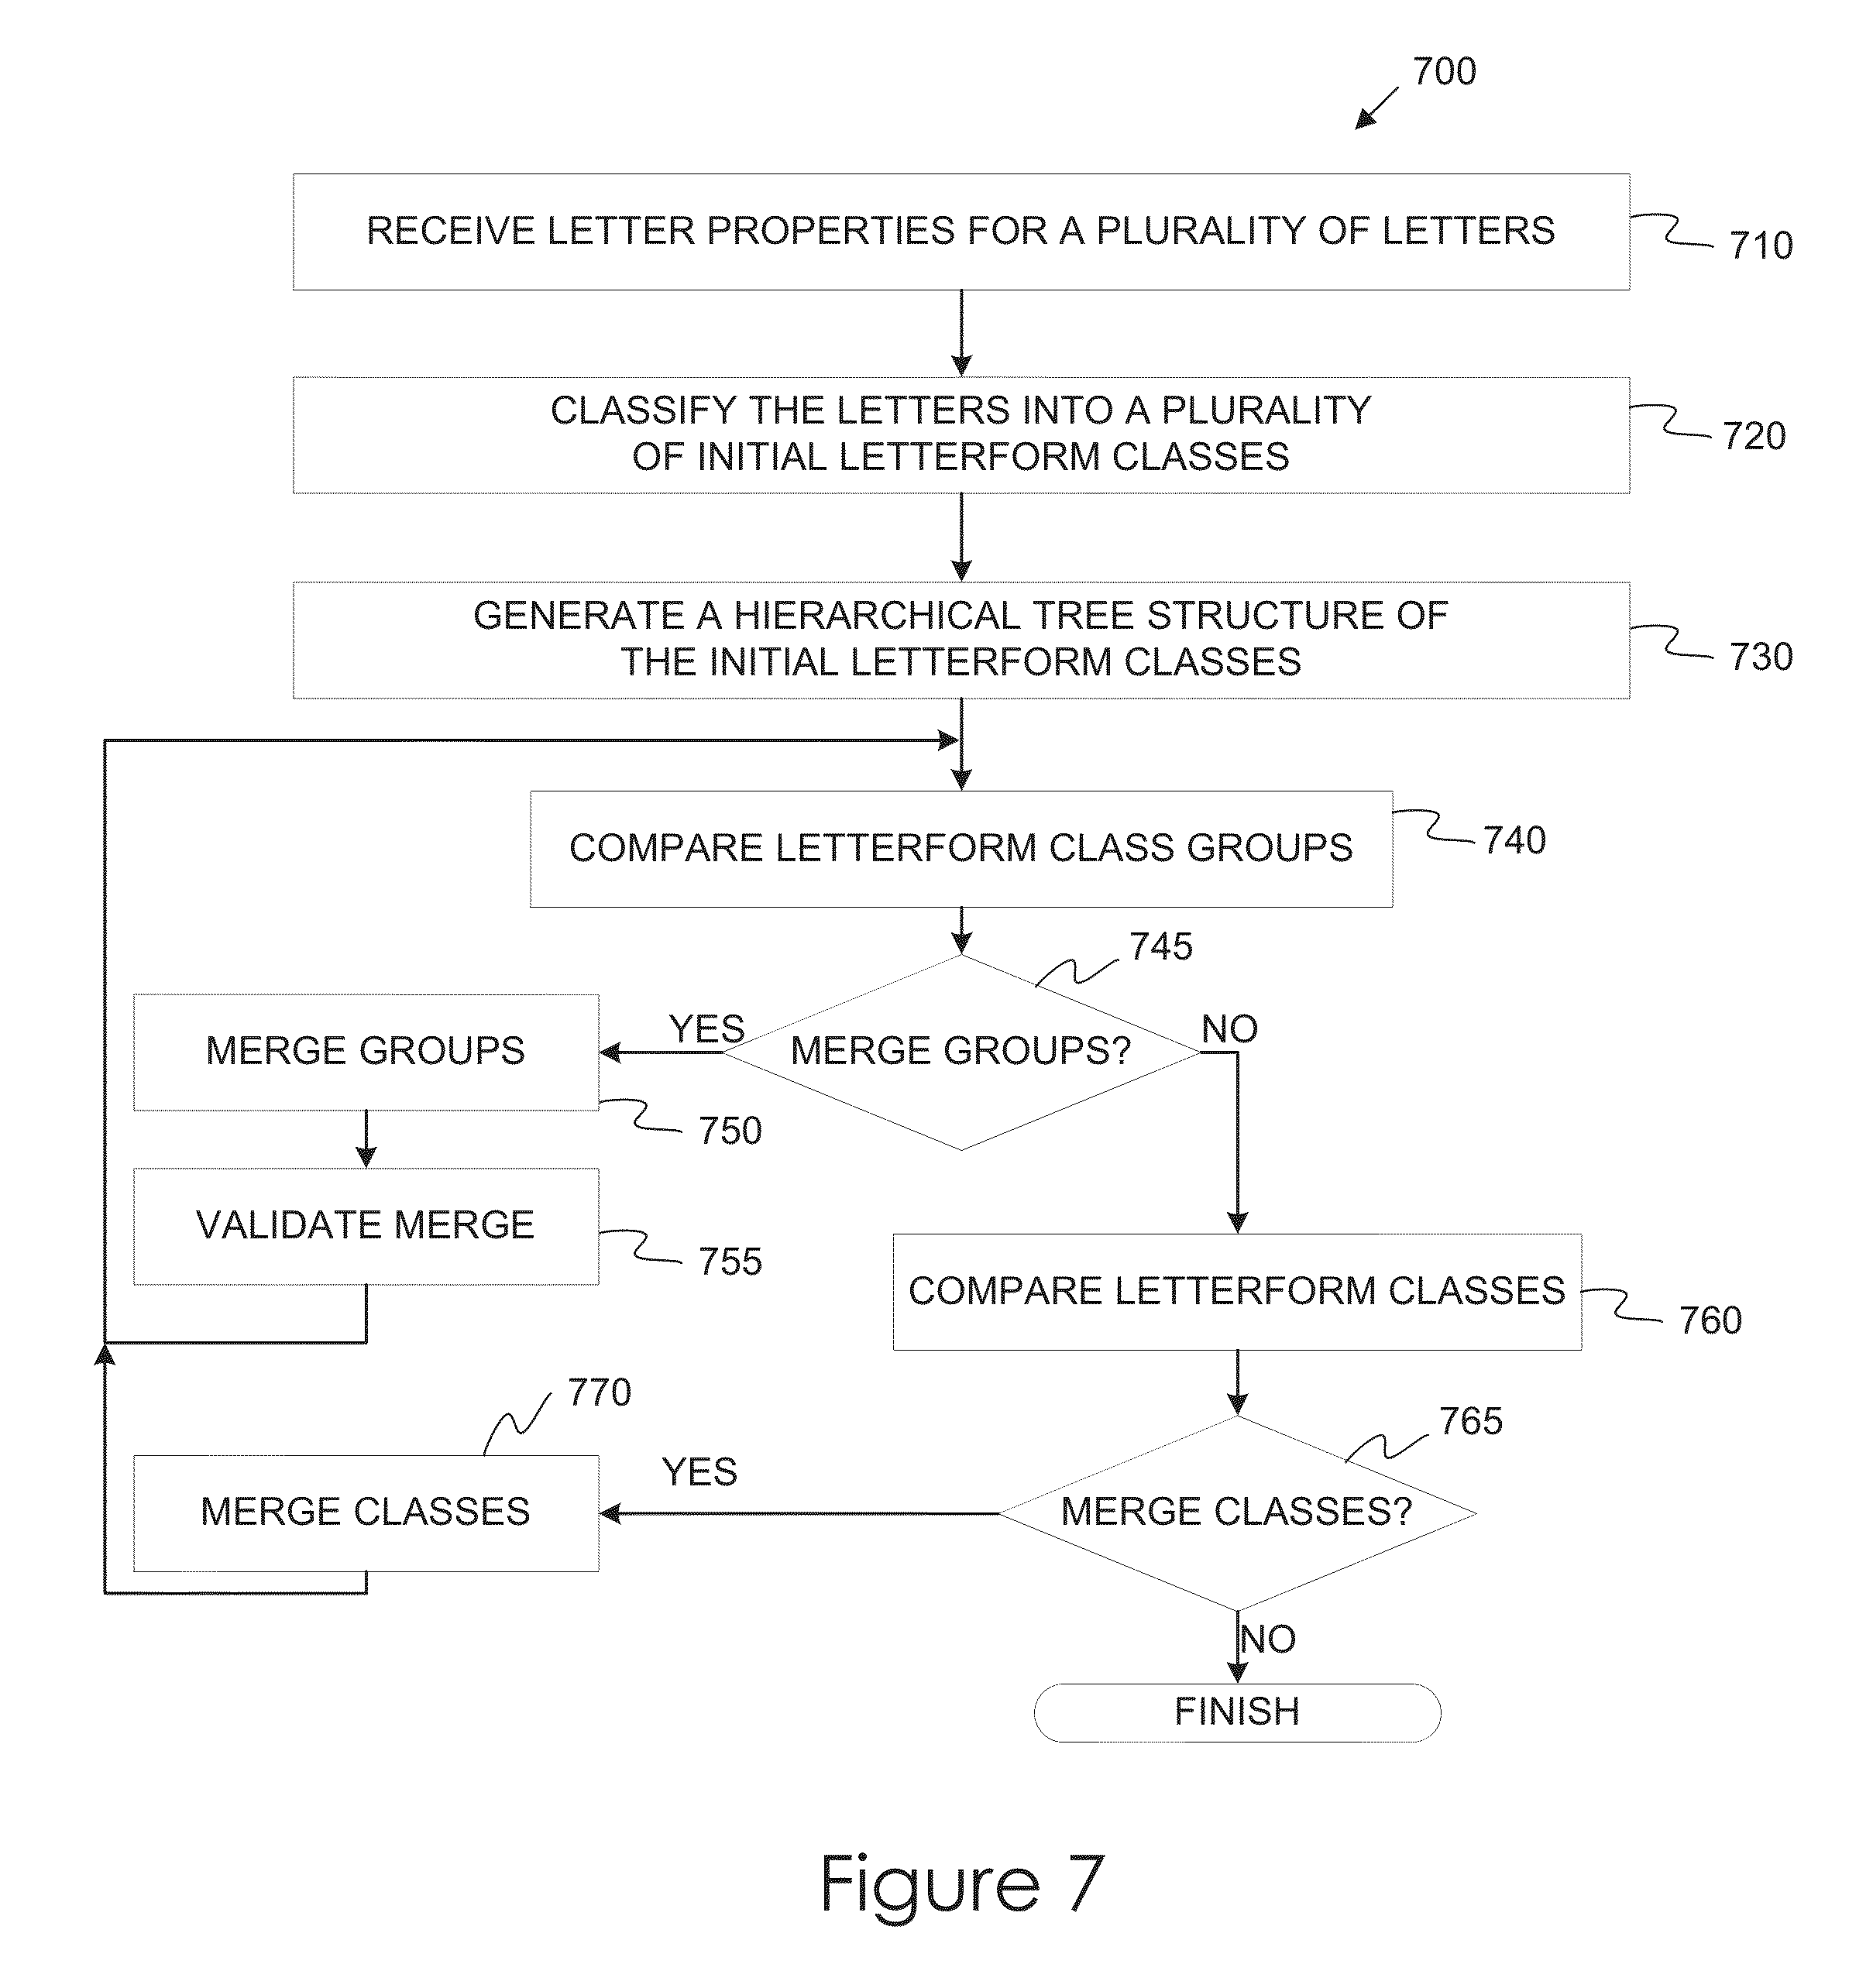 700
RECEIVE LETTER PROPERTIES FOR A PLURALITY OF LETTERS
710
CLASSIFY THE LETTERS INTO A PLURALITY
OF INITIAL LETTERFORM CLASSES
720
GENERATE A HIERARCHICAL TREE STRUCTURE OF
THE INITIAL LETTERFORM CLASSES
730
COMPARE LETTERFORM CLASS GROUPS
740
745
MERGE GROUPS?
YES
NO
MERGE GROUPS
750
VALIDATE MERGE
755
COMPARE LETTERFORM CLASSES
760
765
MERGE CLASSES?
YES
770
MERGE CLASSES
NO
FINISH
Figure 7